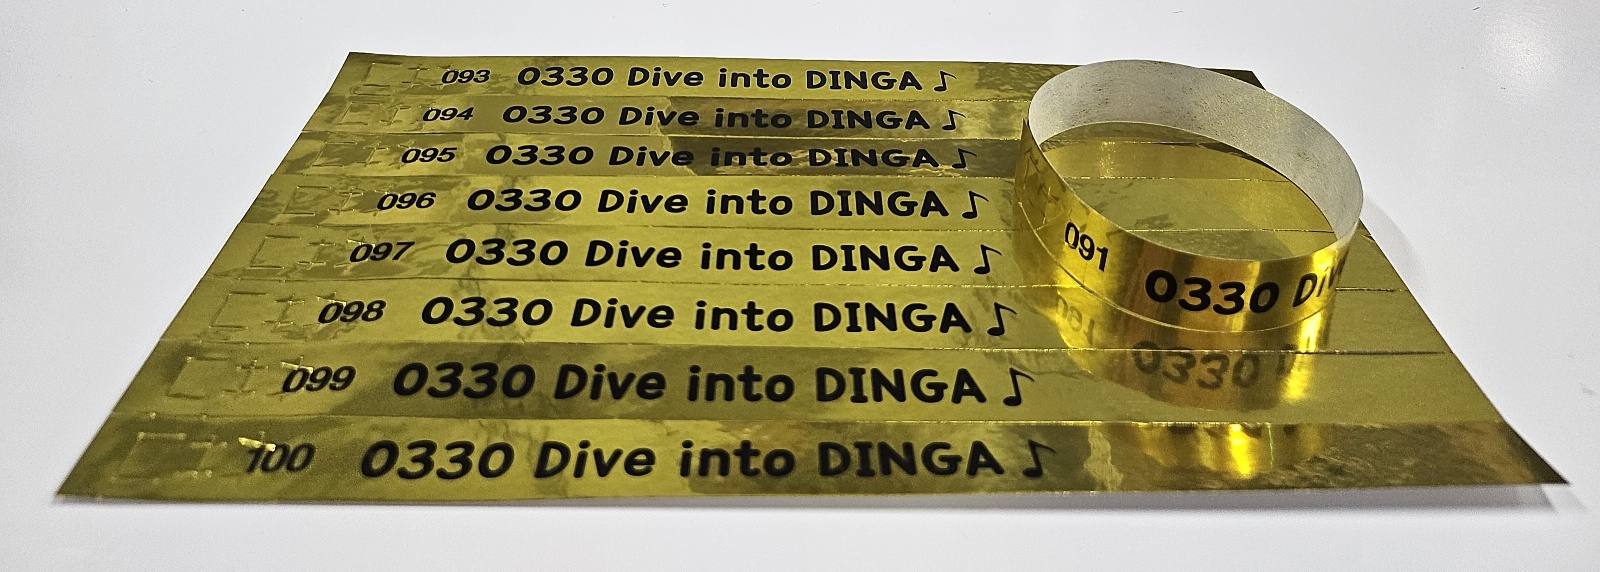 093 0330 Dive into DINGA ♪
094 0330 Dive into DINGA ♪
095 0330 Dive into DINGA ♪
096 0330 Dive into DINGA ♪
097 0330 Dive into DINGA ♪
098 0330 Dive into DINGA ♪
099 0330 Dive into DINGA ♪
100 0330 Dive into DINGA ♪
091 0330